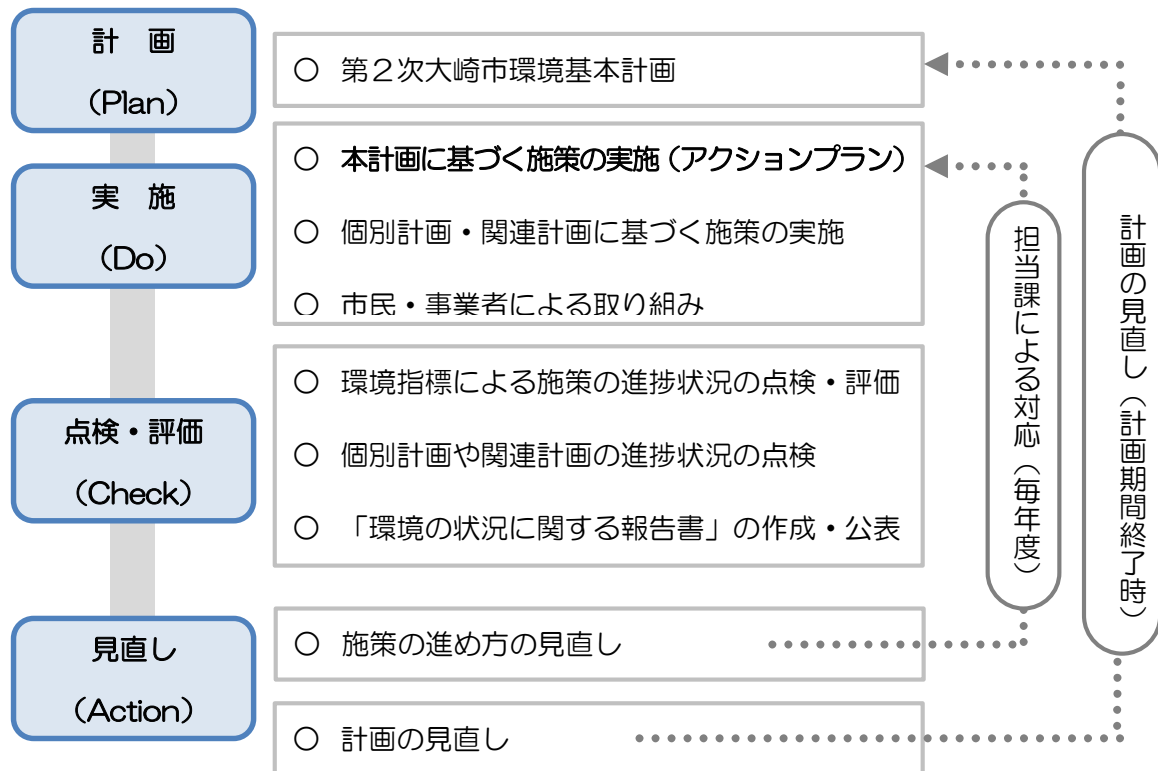 計　画
（Plan）
○　第２次大崎市環境基本計画
実　施
（Do）
○　本計画に基づく施策の実施（アクションプラン）
○　個別計画・関連計画に基づく施策の実施
○　市民・事業者による取り組み
点検・評価
（Check）
○　環境指標による施策の進捗状況の点検・評価
○　個別計画や関連計画の進捗状況の点検
○　「環境の状況に関する報告書」の作成・公表
見直し
（Action）
○　施策の進め方の見直し
○　計画の見直し
担当課による対応（毎年度）
計画の見直し（計画期間終了時）